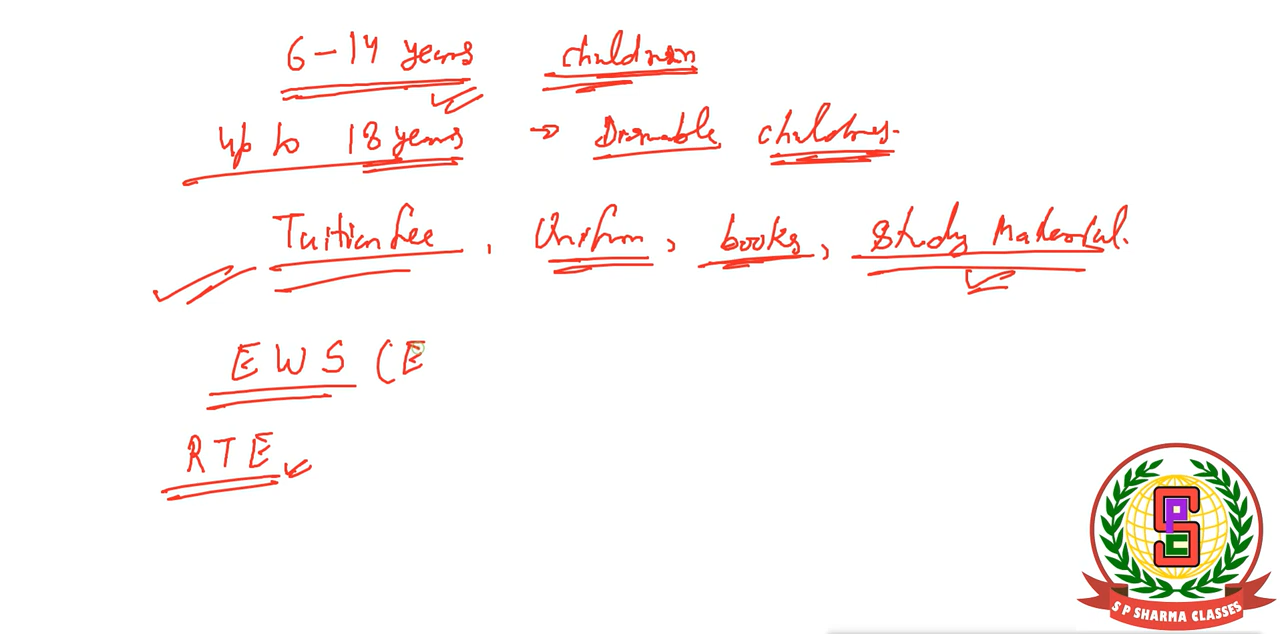 6-14 years children
up to 18 years → Disable children.
Tuition fee, Uniform, books, Study Material.
EWS (E
RTE
S P SHARMA CLASSES